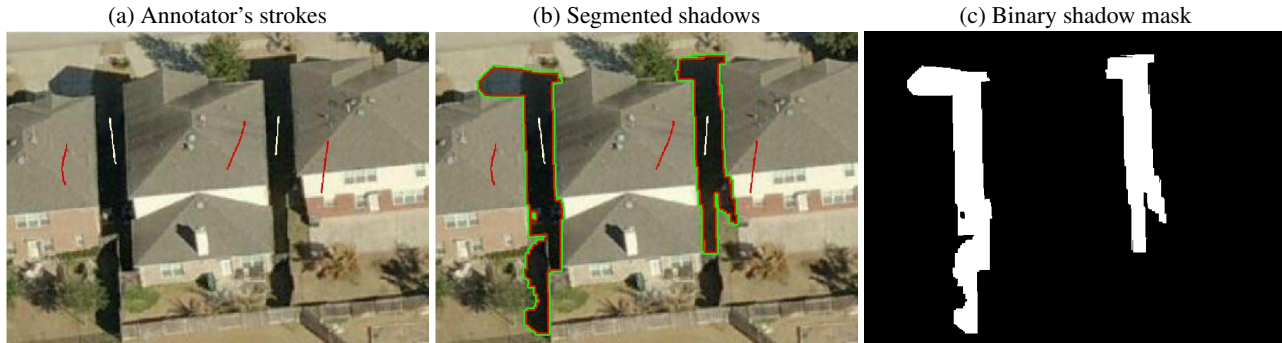 (a) Annotator's strokes
(b) Segmented shadows
(c) Binary shadow mask